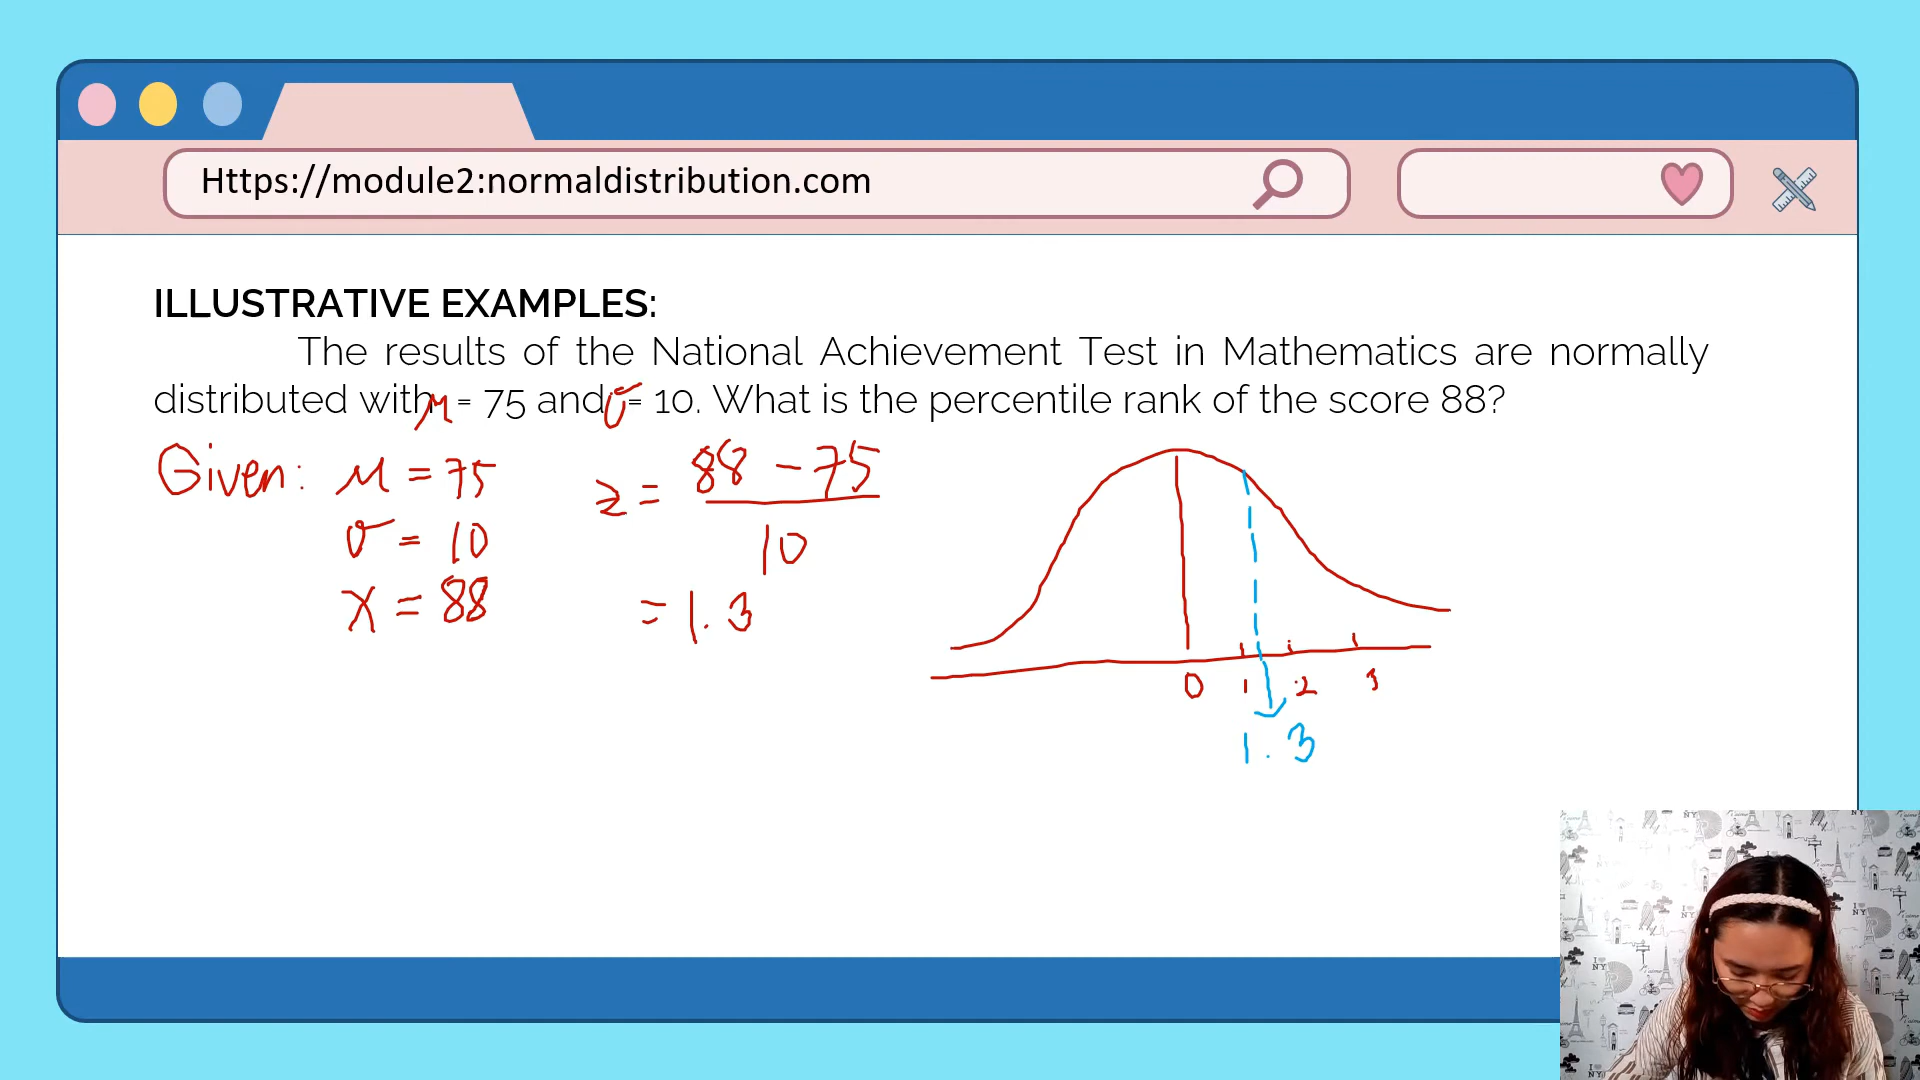 Https://module2:normaldistribution.com
ILLUSTRATIVE EXAMPLES:
The results of the National Achievement Test in Mathematics are normally
distributed with μ = 75 and σ = 10. What is the percentile rank of the score 88?
Given: μ = 75
σ = 10
x = 88
z = 88 - 75
10
= 1.3
0 1 2 3
1.3